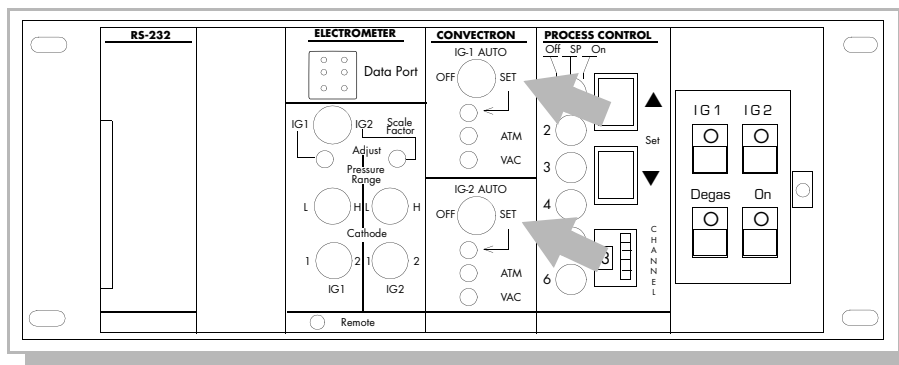 RS-232
ELECTROMETER
Data Port
IG1
IG2
Scale
Factor
Adjust
Pressure
Range
L
H
L
H
Cathode
1
2
1
2
IG1
IG2
Remote
CONVECTRON
IG-1 AUTO
OFF
SET
ATM
VAC
IG-2 AUTO
OFF
SET
ATM
VAC
PROCESS CONTROL
Off SP On
2
3
4
6
Set
3
C
H
A
N
N
E
L
IG1 IG2
Degas On